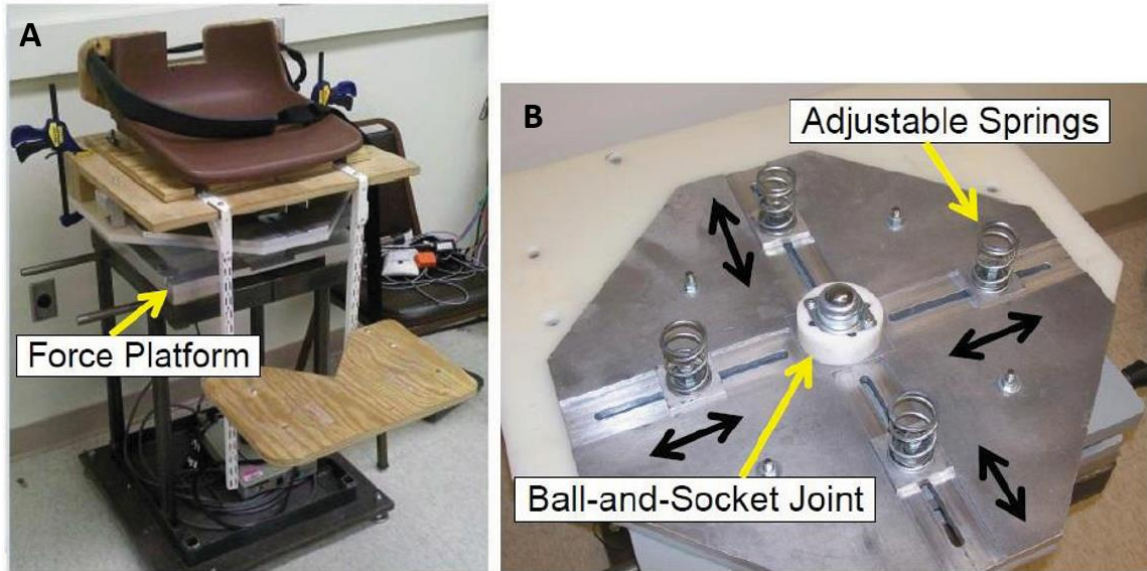 A
Force Platform
B
Adjustable Springs
Ball-and-Socket Joint